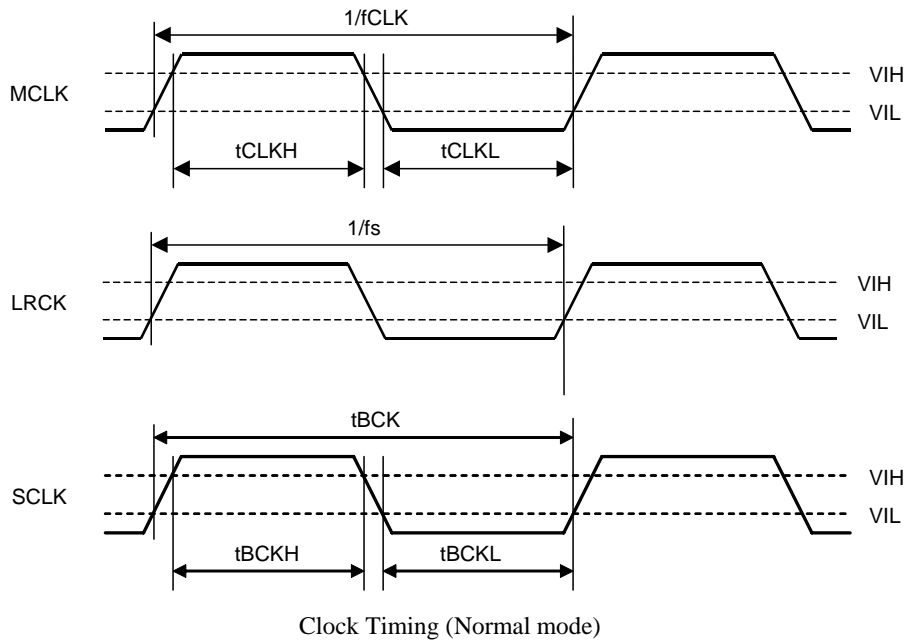 1/fCLK
MCLK
VIH
VIL
tCLKH
tCLKL
1/fs
LRCK
VIH
VIL
tBCK
SCLK
VIH
VIL
tBCKH
tBCKL
Clock Timing (Normal mode)